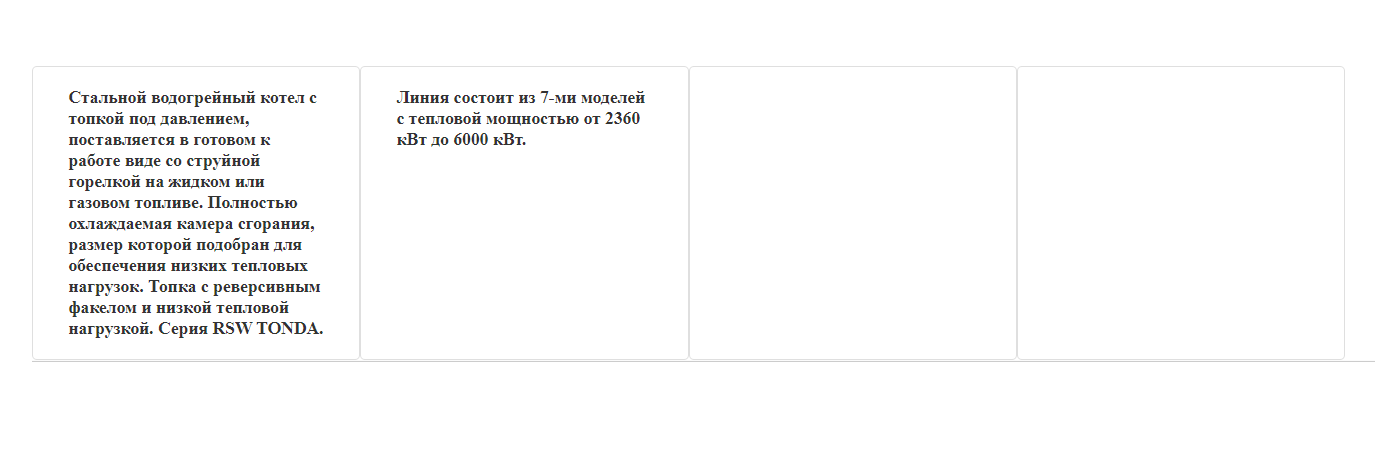 Стальной водогрейный котел с
топкой под давлением,
поставляется в готовом к
работе виде со струйной
горелкой на жидком или
газовом топливе. Полностью
охлаждаемая камера сгорания,
размер которой подобран для
обеспечения низких тепловых
нагрузок. Топка с реверсивным
факелом и низкой тепловой
нагрузкой. Серия RSW TONDA.
Линия состоит из 7-ми моделей
с тепловой мощностью от 2360
кВт до 6000 кВт.